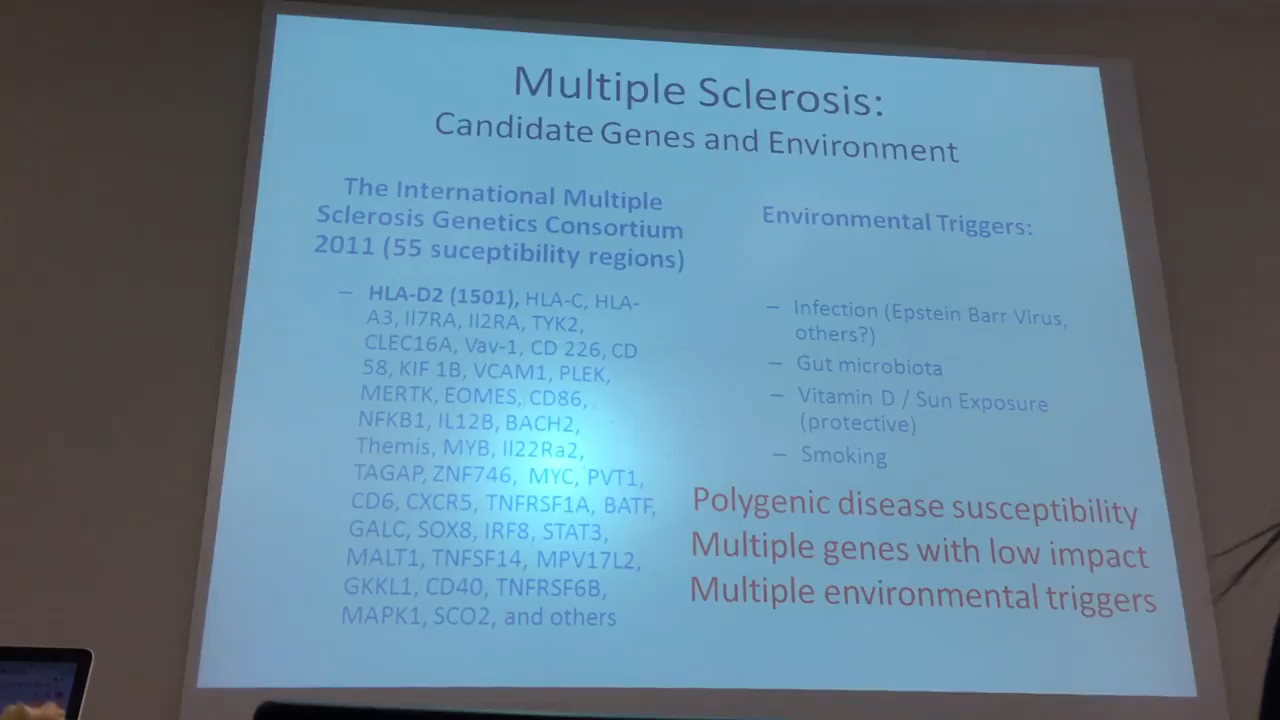 Multiple Sclerosis:
Candidate Genes and Environment
The International Multiple
Sclerosis Genetics Consortium
2011 (55 suceptibility regions)
– HLA-D2 (1501), HLA-C, HLA-
A3, Il7RA, Il2RA, TYK2,
CLEC16A, Vav-1, CD 226, CD
58, KIF 1B, VCAM1, PLEK,
MERTK, EOMES, CD86,
NFKB1, IL12B, BACH2,
Themis, MYB, Il22Ra2,
TAGAP, ZNF746, MYC, PVT1,
CD6, CXCR5, TNFRSF1A, BATF,
GALC, SOX8, IRF8, STAT3,
MALT1, TNFSF14, MPV17L2,
GKKL1, CD40, TNFRSF6B,
MAPK1, SCO2, and others
Environmental Triggers:
– Infection (Epstein Barr Virus,
others?)
– Gut microbiota
– Vitamin D / Sun Exposure
(protective)
– Smoking
Polygenic disease susceptibility
Multiple genes with low impact
Multiple environmental triggers